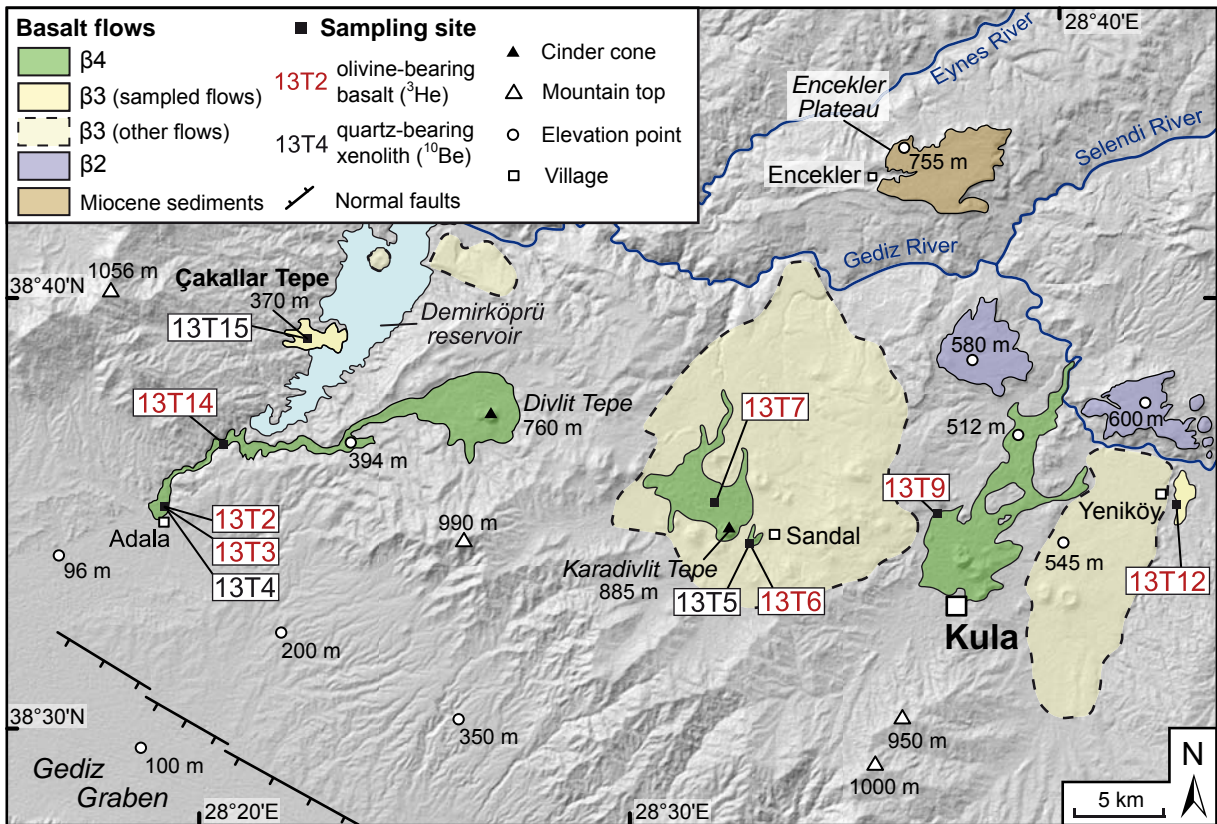 Basalt flows
β4
β3 (sampled flows)
β3 (other flows)
β2
Miocene sediments
Sampling site
13T2
olivine-bearing
basalt (³He)
13T4
quartz-bearing
xenolith (¹⁰Be)
Normal faults
Cinder cone
Mountain top
Elevation point
Village
28°40'E
Eynes River
Encekler
Plateau
755 m
Encekler
Selendi River
Gediz River
1056 m
38°40'N
Çakallar Tepe
370 m
13T15
Demirköprü
reservoir
580 m
13T14
Divlit Tepe
760 m
13T7
600 m
512 m
394 m
13T9
Yeniköy
13T2
Adala
990 m
Sandal
13T3
96 m
545 m
Karadivlit Tepe
885 m
13T4
13T5
13T6
13T12
Kula
200 m
38°30'N
350 m
950 m
100 m
1000 m
Gediz
Graben
N
5 km
28°20'E
28°30'E